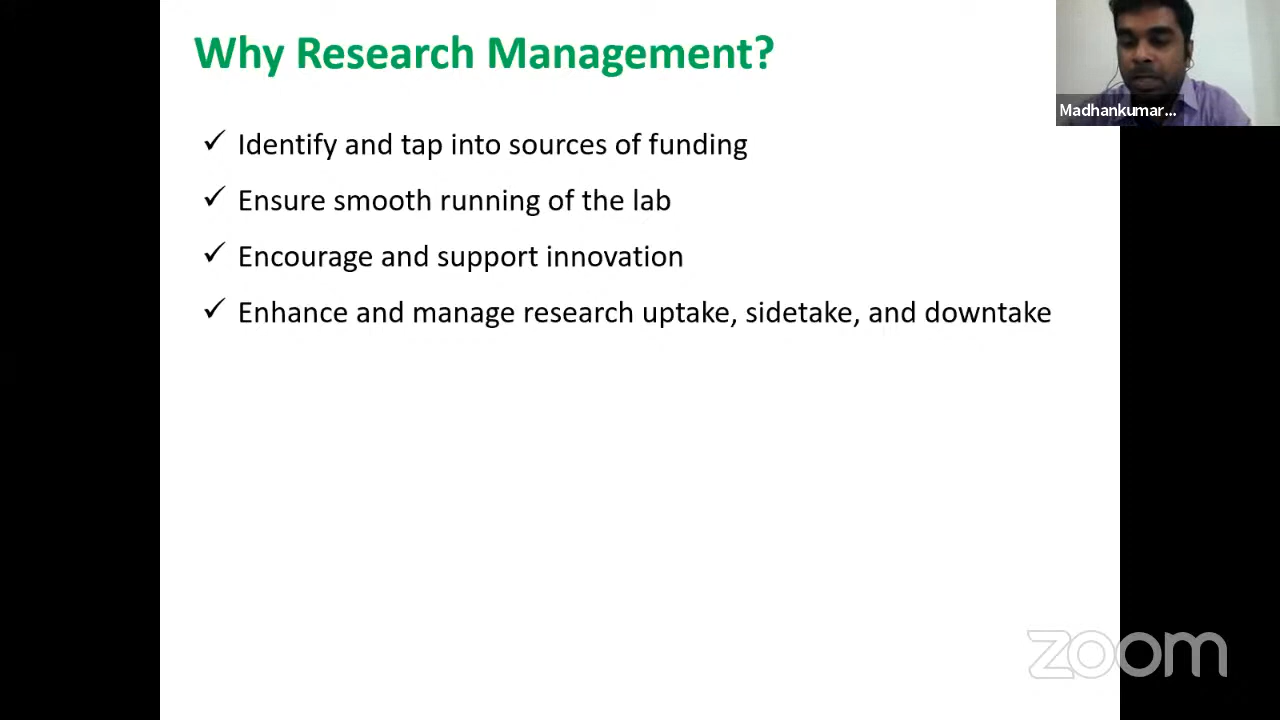 Why Research Management?
Madhankumar...
✓ Identify and tap into sources of funding
✓ Ensure smooth running of the lab
✓ Encourage and support innovation
✓ Enhance and manage research uptake, sidetake, and downtake
zoom